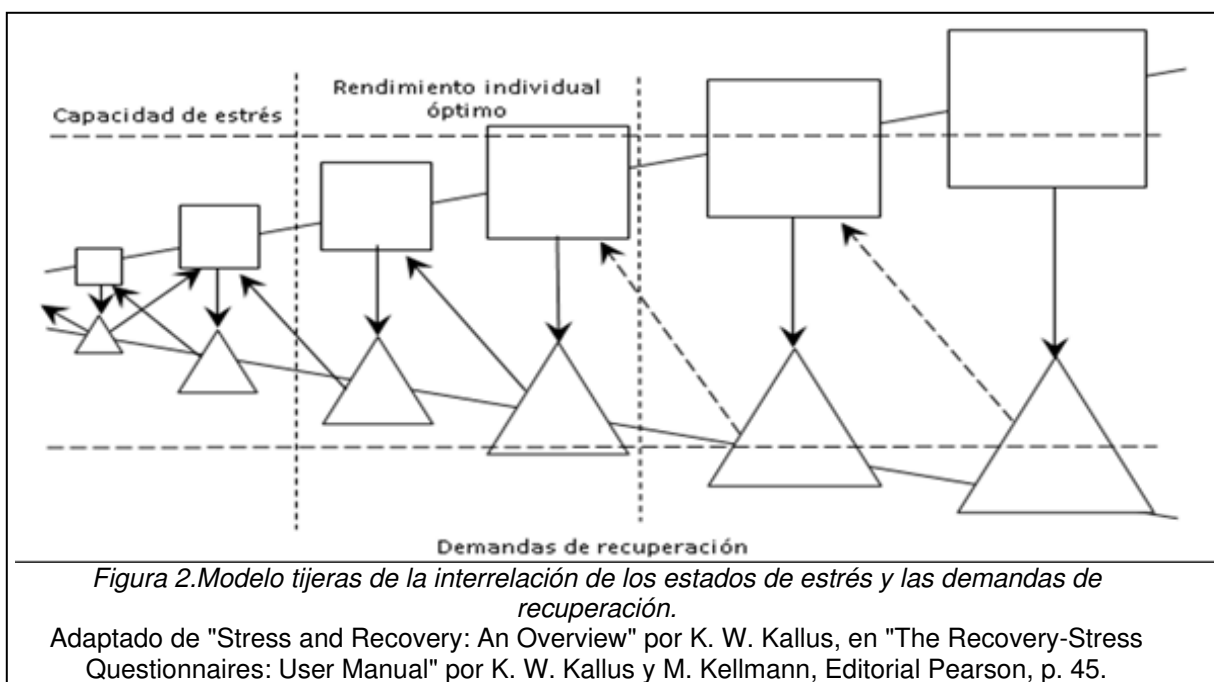 Capacidad de estrés
Rendimiento individual
óptimo
Demandas de recuperación
Figura 2.Modelo tijeras de la interrelación de los estados de estrés y las demandas de
recuperación.
Adaptado de "Stress and Recovery: An Overview" por K. W. Kallus, en "The Recovery-Stress
Questionnaires: User Manual" por K. W. Kallus y M. Kellmann, Editorial Pearson, p. 45.